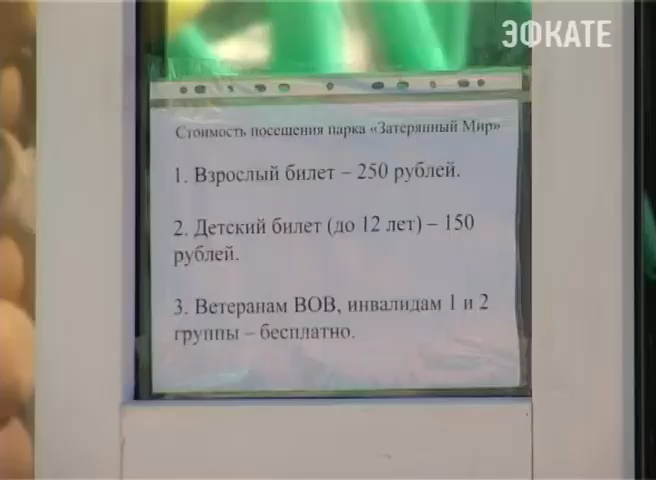 ЭФКАТЕ
Стоимость посещения парка «Затерянный Мир»
1. Взрослый билет – 250 рублей.
2. Детский билет (до 12 лет) – 150
рублей.
3. Ветеранам ВОВ, инвалидам 1 и 2
группы – бесплатно.